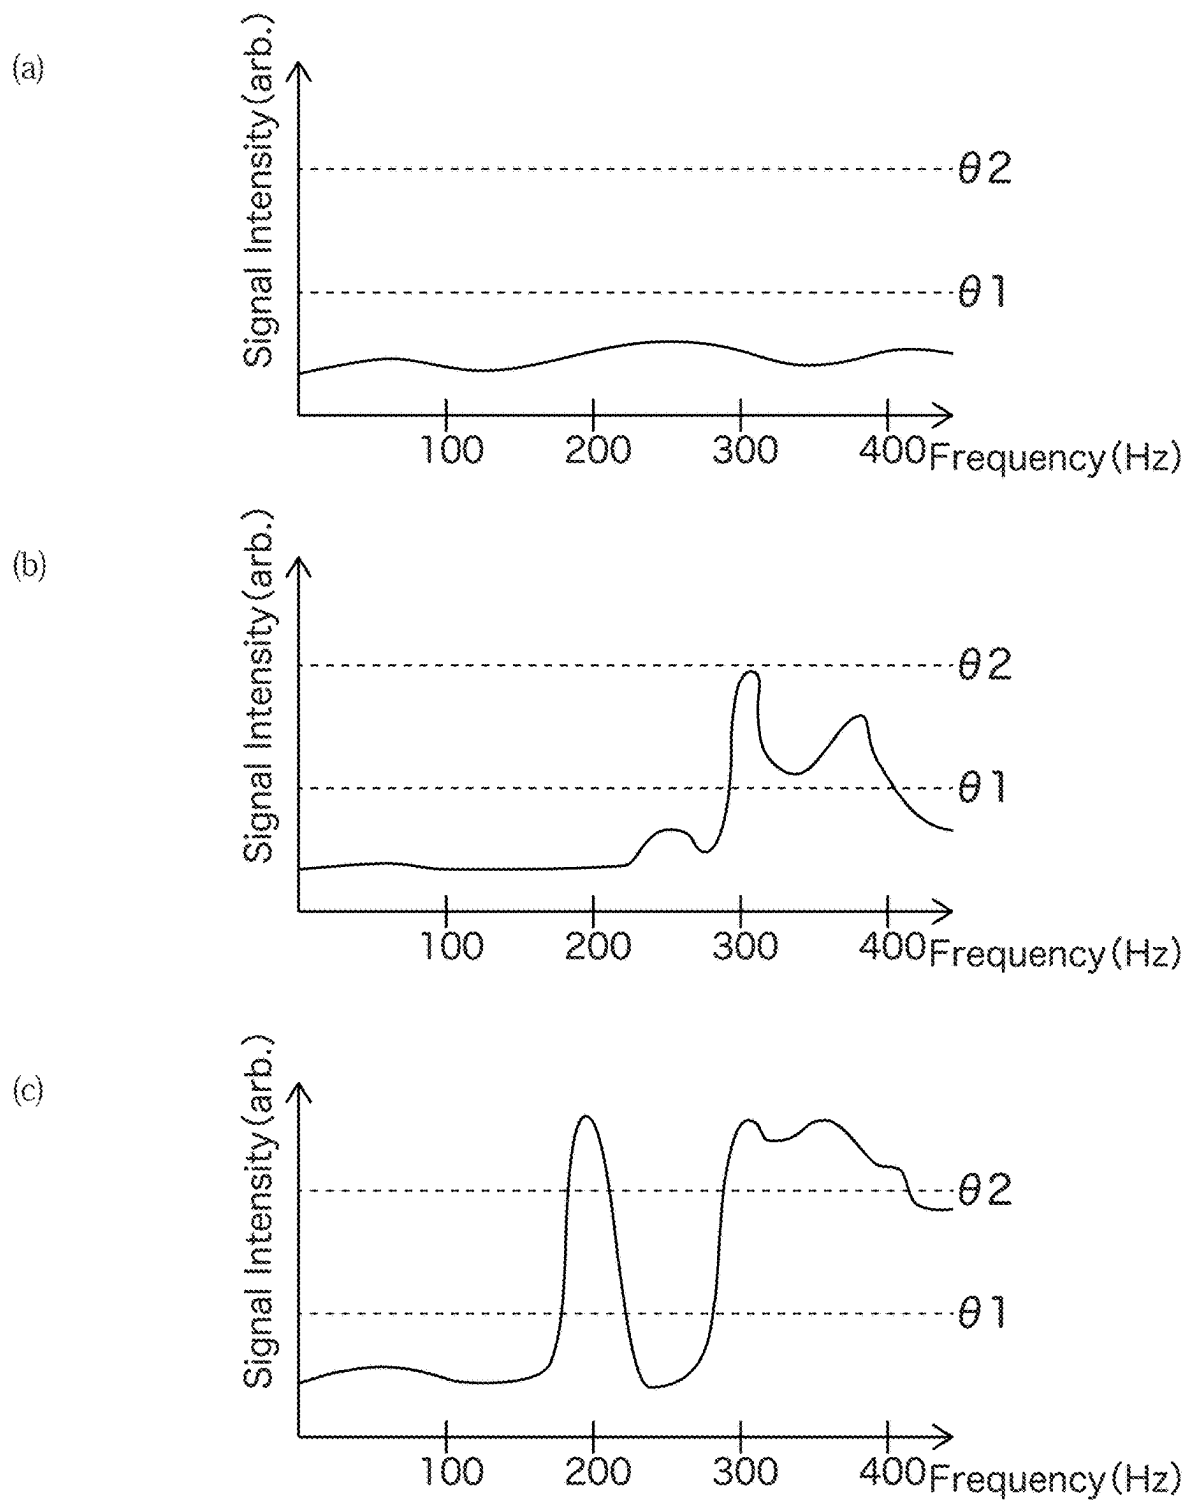 (a)
Signal Intensity(arb.)
θ2
θ1
100 200 300 400 Frequency(Hz)
(b)
Signal Intensity(arb.)
θ2
θ1
100 200 300 400 Frequency(Hz)
(c)
Signal Intensity(arb.)
θ2
θ1
100 200 300 400 Frequency(Hz)